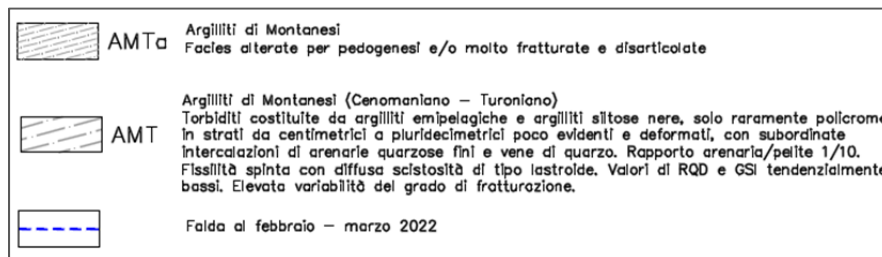 AMTa
Argilliti di Montanesi
Facies alterate per pedogenesi e/o molto fratturate e disarticolate
AMT
Argilliti di Montanesi (Cenomaniano – Turoniano)
Torbiditi costituite da argilliti emipelagiche e argilliti siltose nere, solo raramente policrome
in strati da centimetrici a pluridecimetrici poco evidenti e deformati, con subordinate
intercalazioni di arenarie quarzose fini e vene di quarzo. Rapporto arenaria/pelite 1/10.
Fissilità spinta con diffusa scistosità di tipo lastroide. Valori di RQD e GSI tendenzialmente
bassi. Elevata variabilità del grado di fratturazione.
Falda al febbraio – marzo 2022